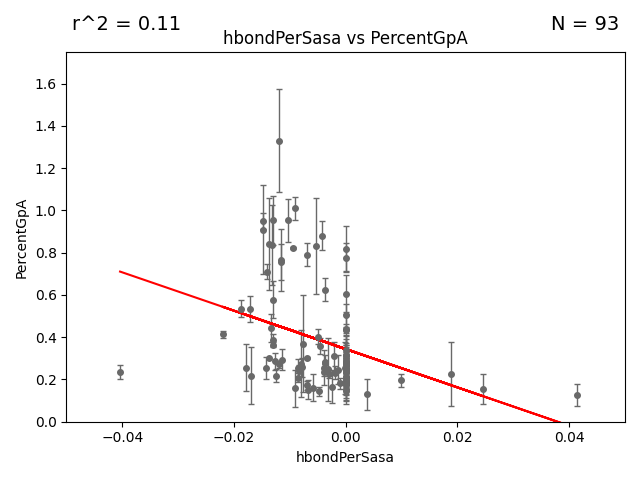 r^2 = 0.11
N = 93
hbondPerSasa vs PercentGpA
1.6
1.4
1.2
1.0
0.8
0.6
0.4
0.2
0.0
PercentGpA
−0.04
−0.02
0.00
0.02
0.04
hbondPerSasa